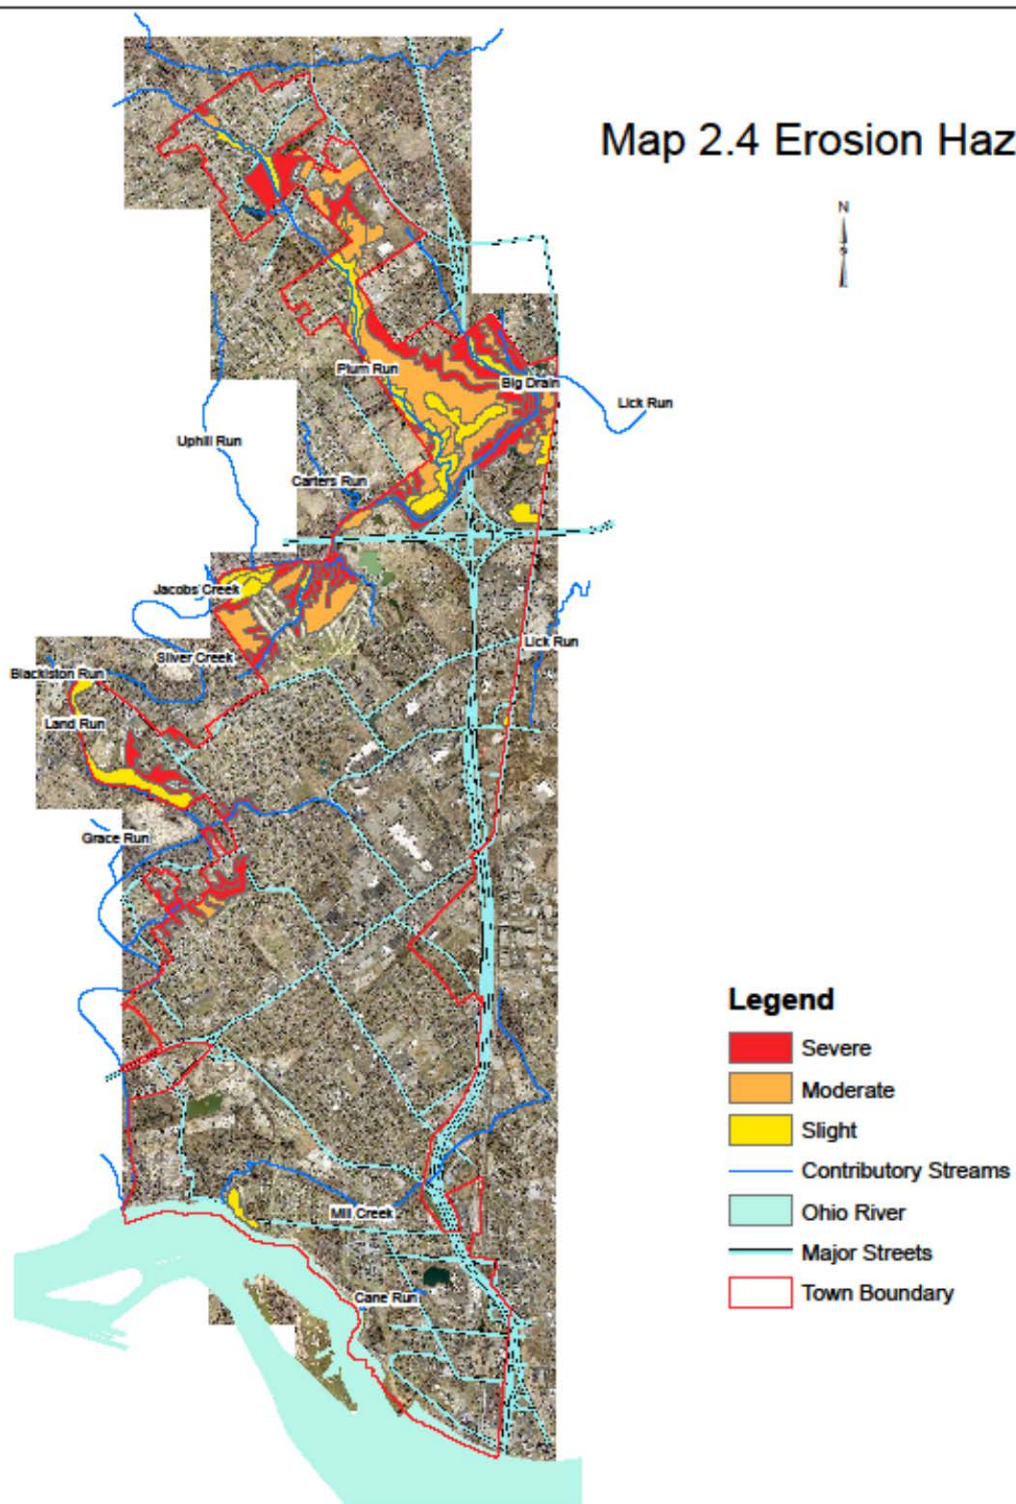 Map 2.4 Erosion Haz
N
Plum Run
Big Drain
Lick Run
Uphill Run
Carters Run
Jacobs' Creek
Silver Creek
Lick Run
Blackiston Run
Land Run
Grace Run
Mill Creek
Cane Run
Legend
Severe
Moderate
Slight
Contributory Streams
Ohio River
Major Streets
Town Boundary